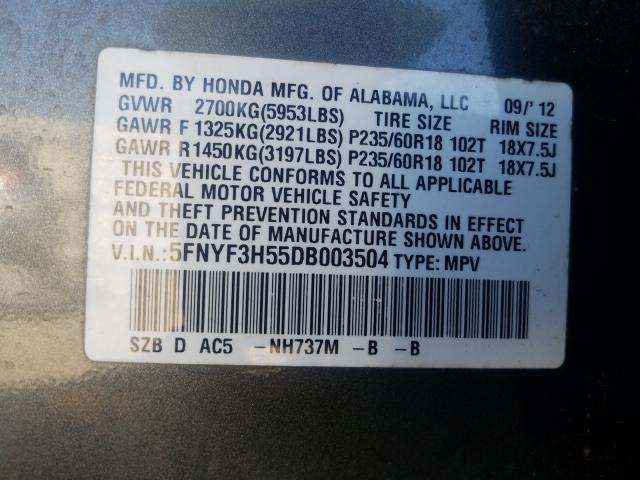 MFD. BY HONDA MFG. OF ALABAMA, LLC 09/'12
GVWR 2700KG(5953LBS) TIRE SIZE RIM SIZE
GAWR F 1325KG(2921LBS) P235/60R18 102T 18X7.5J
GAWR R1450KG(3197LBS) P235/60R18 102T 18X7.5J
THIS VEHICLE CONFORMS TO ALL APPLICABLE
FEDERAL MOTOR VEHICLE SAFETY
AND THEFT PREVENTION STANDARDS IN EFFECT
ON THE DATE OF MANUFACTURE SHOWN ABOVE.
V.I.N.:5FNYF3H55DB003504 TYPE: MPV
SZB D AC5 -NH737M -B -B